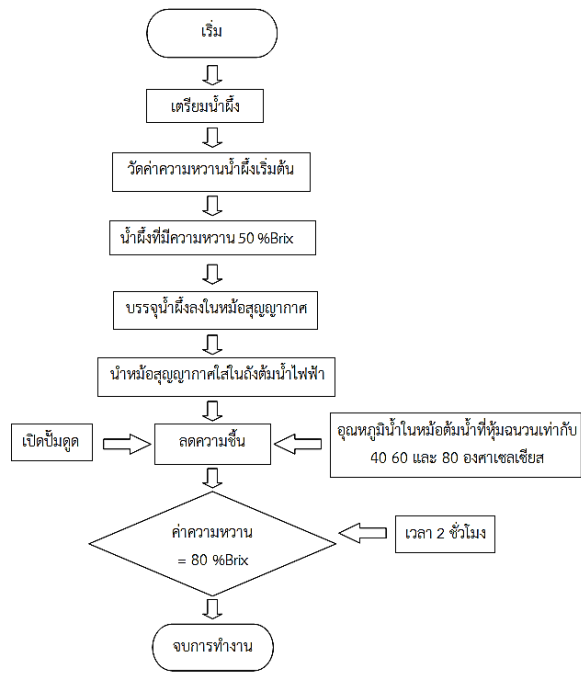 เริ่ม
เตรียมน้ำผึ้ง
วัดค่าความหวานน้ำผึ้งเริ่มต้น
น้ำผึ้งที่มีความหวาน 50 %Brix
บรรจุน้ำผึ้งลงในหม้อสุญญากาศ
นำหม้อสุญญากาศใส่ในถังต้มน้ำไฟฟ้า
เปิดปั๊มดูด
ลดความชื้น
อุณหภูมิน้ำในหม้อต้มน้ำที่หุ้มฉนวนเท่ากับ
40 60 และ 80 องศาเซลเซียส
ค่าความหวาน
= 80 %Brix
เวลา 2 ชั่วโมง
จบการทำงาน